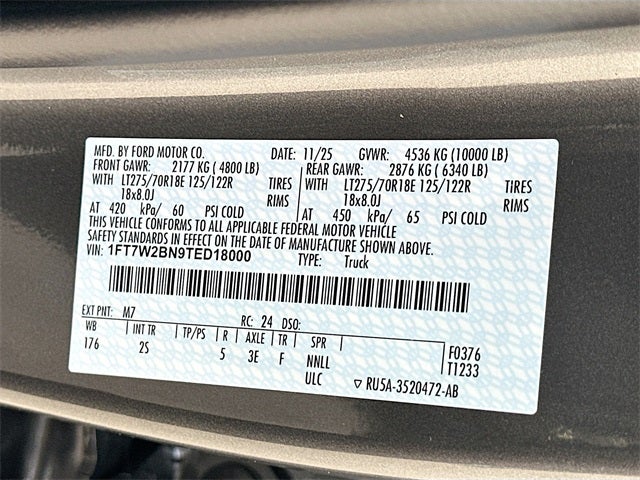 MFD. BY FORD MOTOR CO. DATE: 11/25 GVWR: 4536 KG (10000 LB)
FRONT GAWR: 2177 KG ( 4800 LB) REAR GAWR: 2876 KG ( 6340 LB)
WITH LT275/70R18E 125/122R TIRES WITH LT275/70R18E 125/122R TIRES
18x8.0J RIMS 18x8.0J RIMS
AT 420 kPa/ 60 PSI COLD AT 450 kPa/ 65 PSI COLD
THIS VEHICLE CONFORMS TO ALL APPLICABLE FEDERAL MOTOR VEHICLE
SAFETY STANDARDS IN EFFECT ON THE DATE OF MANUFACTURE SHOWN ABOVE.
VIN: 1FT7W2BN9TED18000 TYPE: Truck
EXT PNT: M7 RC: 24 DSO:
WB INT TR TP/PS R AXLE TR SPR F0376
176 2S 5 3E F NNLL T1233
ULC RU5A-3520472-AB